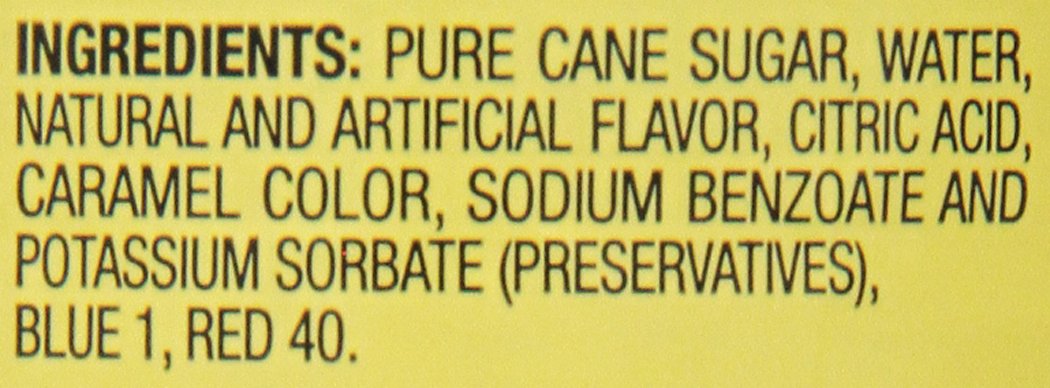 INGREDIENTS: PURE CANE SUGAR, WATER,
NATURAL AND ARTIFICIAL FLAVOR, CITRIC ACID,
CARAMEL COLOR, SODIUM BENZOATE AND
POTASSIUM SORBATE (PRESERVATIVES),
BLUE 1, RED 40.